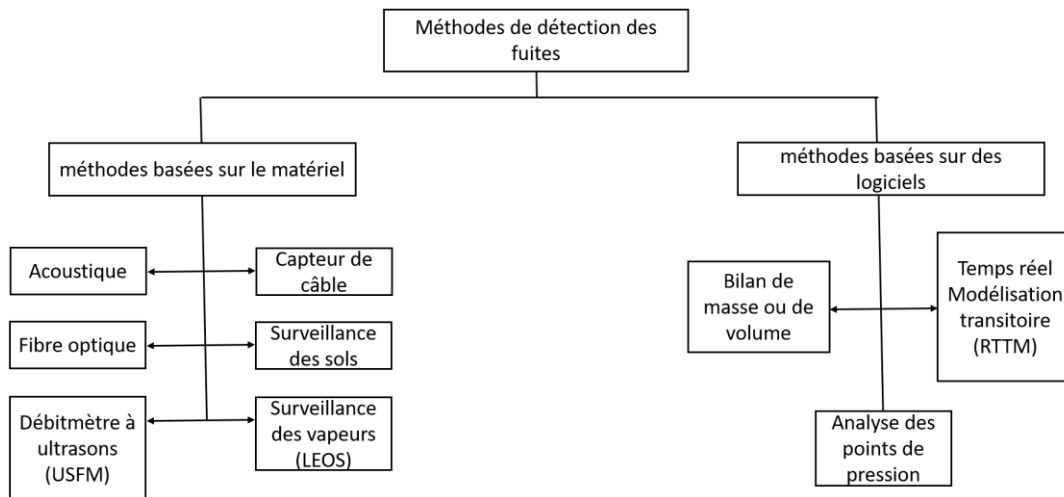 Méthodes de détection des
fuites
méthodes basées sur le matériel
méthodes basées sur des
logiciels
Acoustique
Capteur de
câble
Fibre optique
Surveillance
des sols
Débitmètre à
ultrasons
(USFM)
Surveillance
des vapeurs
(LEOS)
Bilan de
masse ou de
volume
Temps réel
Modélisation
transitoire
(RTTM)
Analyse des
points de
pression